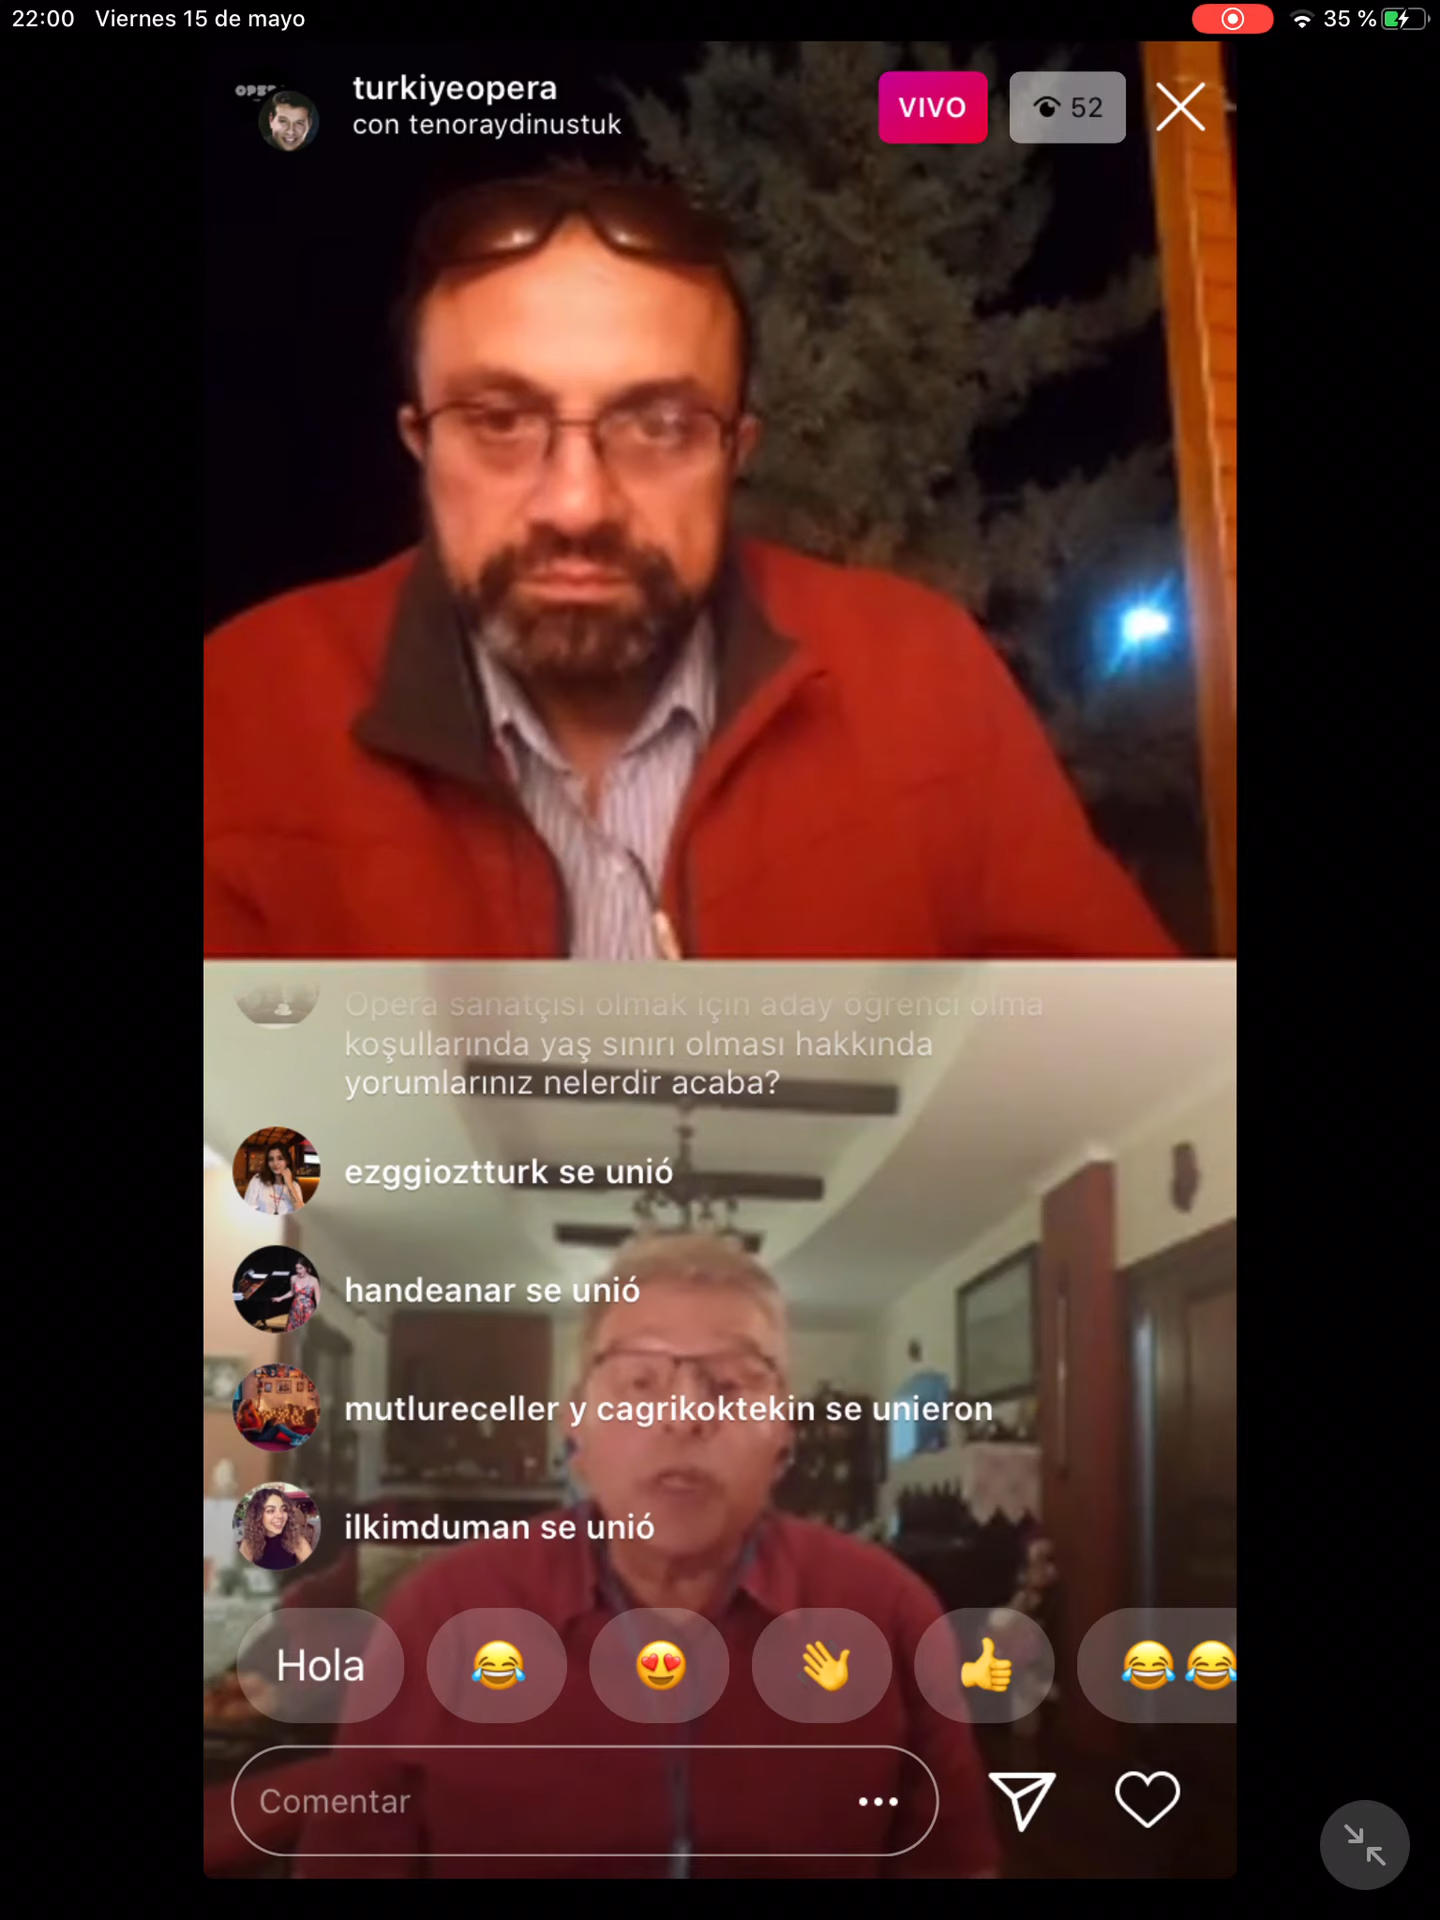 22:00 Viernes 15 de mayo
35 %
OPER
turkiyeopera
con tenoraydinustuk
VIVO
52
Opera sanatçısı olmak için aday öğrenci olma
koşullarında yaş sınırı olması hakkında
yorumlarınız nelerdir acaba?
ezggioztturk se unió
handeanar se unió
mutlureceller y cagrikoktekin se unieron
ilkimduman se unió
Hola
Comentar